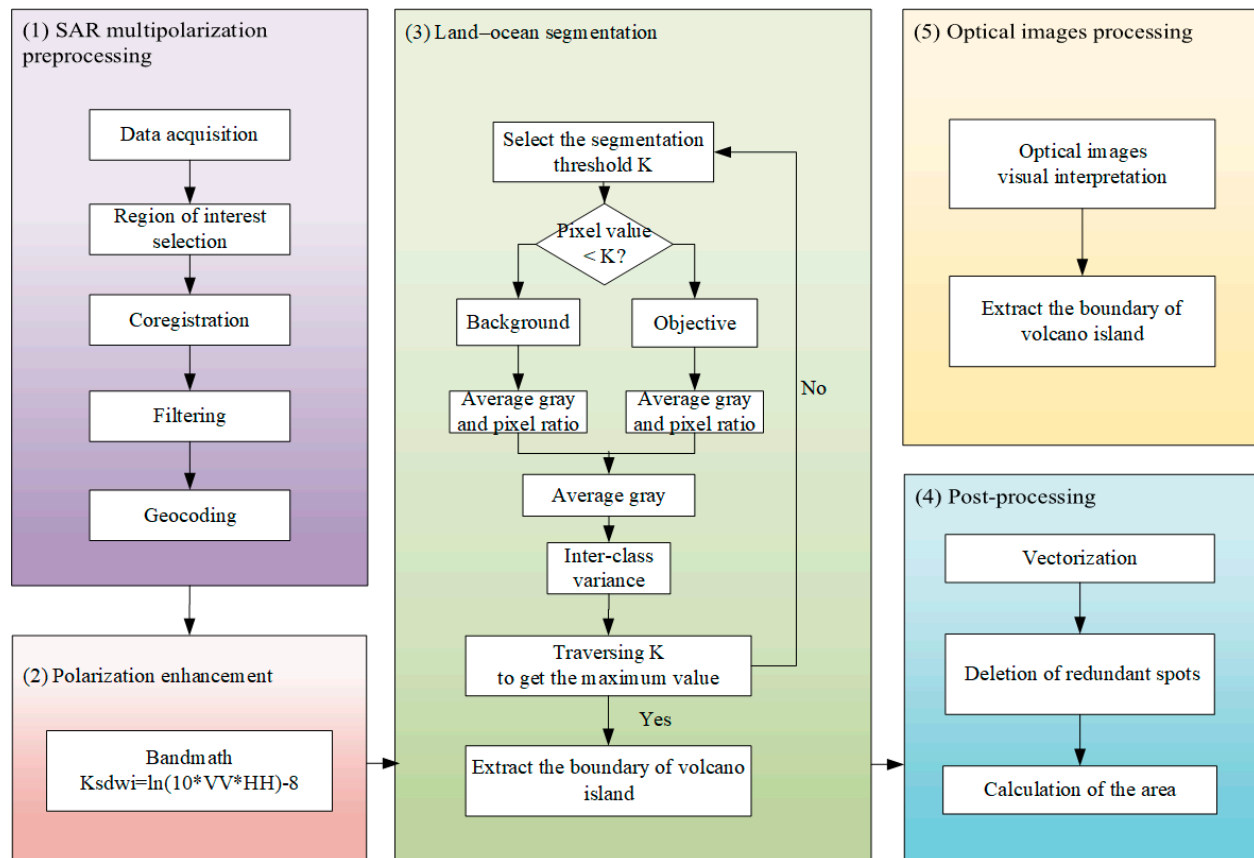 (1) SAR multipolarization
preprocessing
Data acquisition
Region of interest
selection
Coregistration
Filtering
Geocoding
(2) Polarization enhancement
Bandmath
Ksdwi=ln(10*VV*HH)-8
(3) Land–ocean segmentation
Select the segmentation
threshold K
Pixel value
< K?
Background
Objective
Average gray
and pixel ratio
Average gray
and pixel ratio
No
Average gray
Inter-class
variance
Traversing K
to get the maximum value
Yes
Extract the boundary of volcano
island
(5) Optical images processing
Optical images
visual interpretation
Extract the boundary of
volcano island
(4) Post-processing
Vectorization
Deletion of redundant spots
Calculation of the area